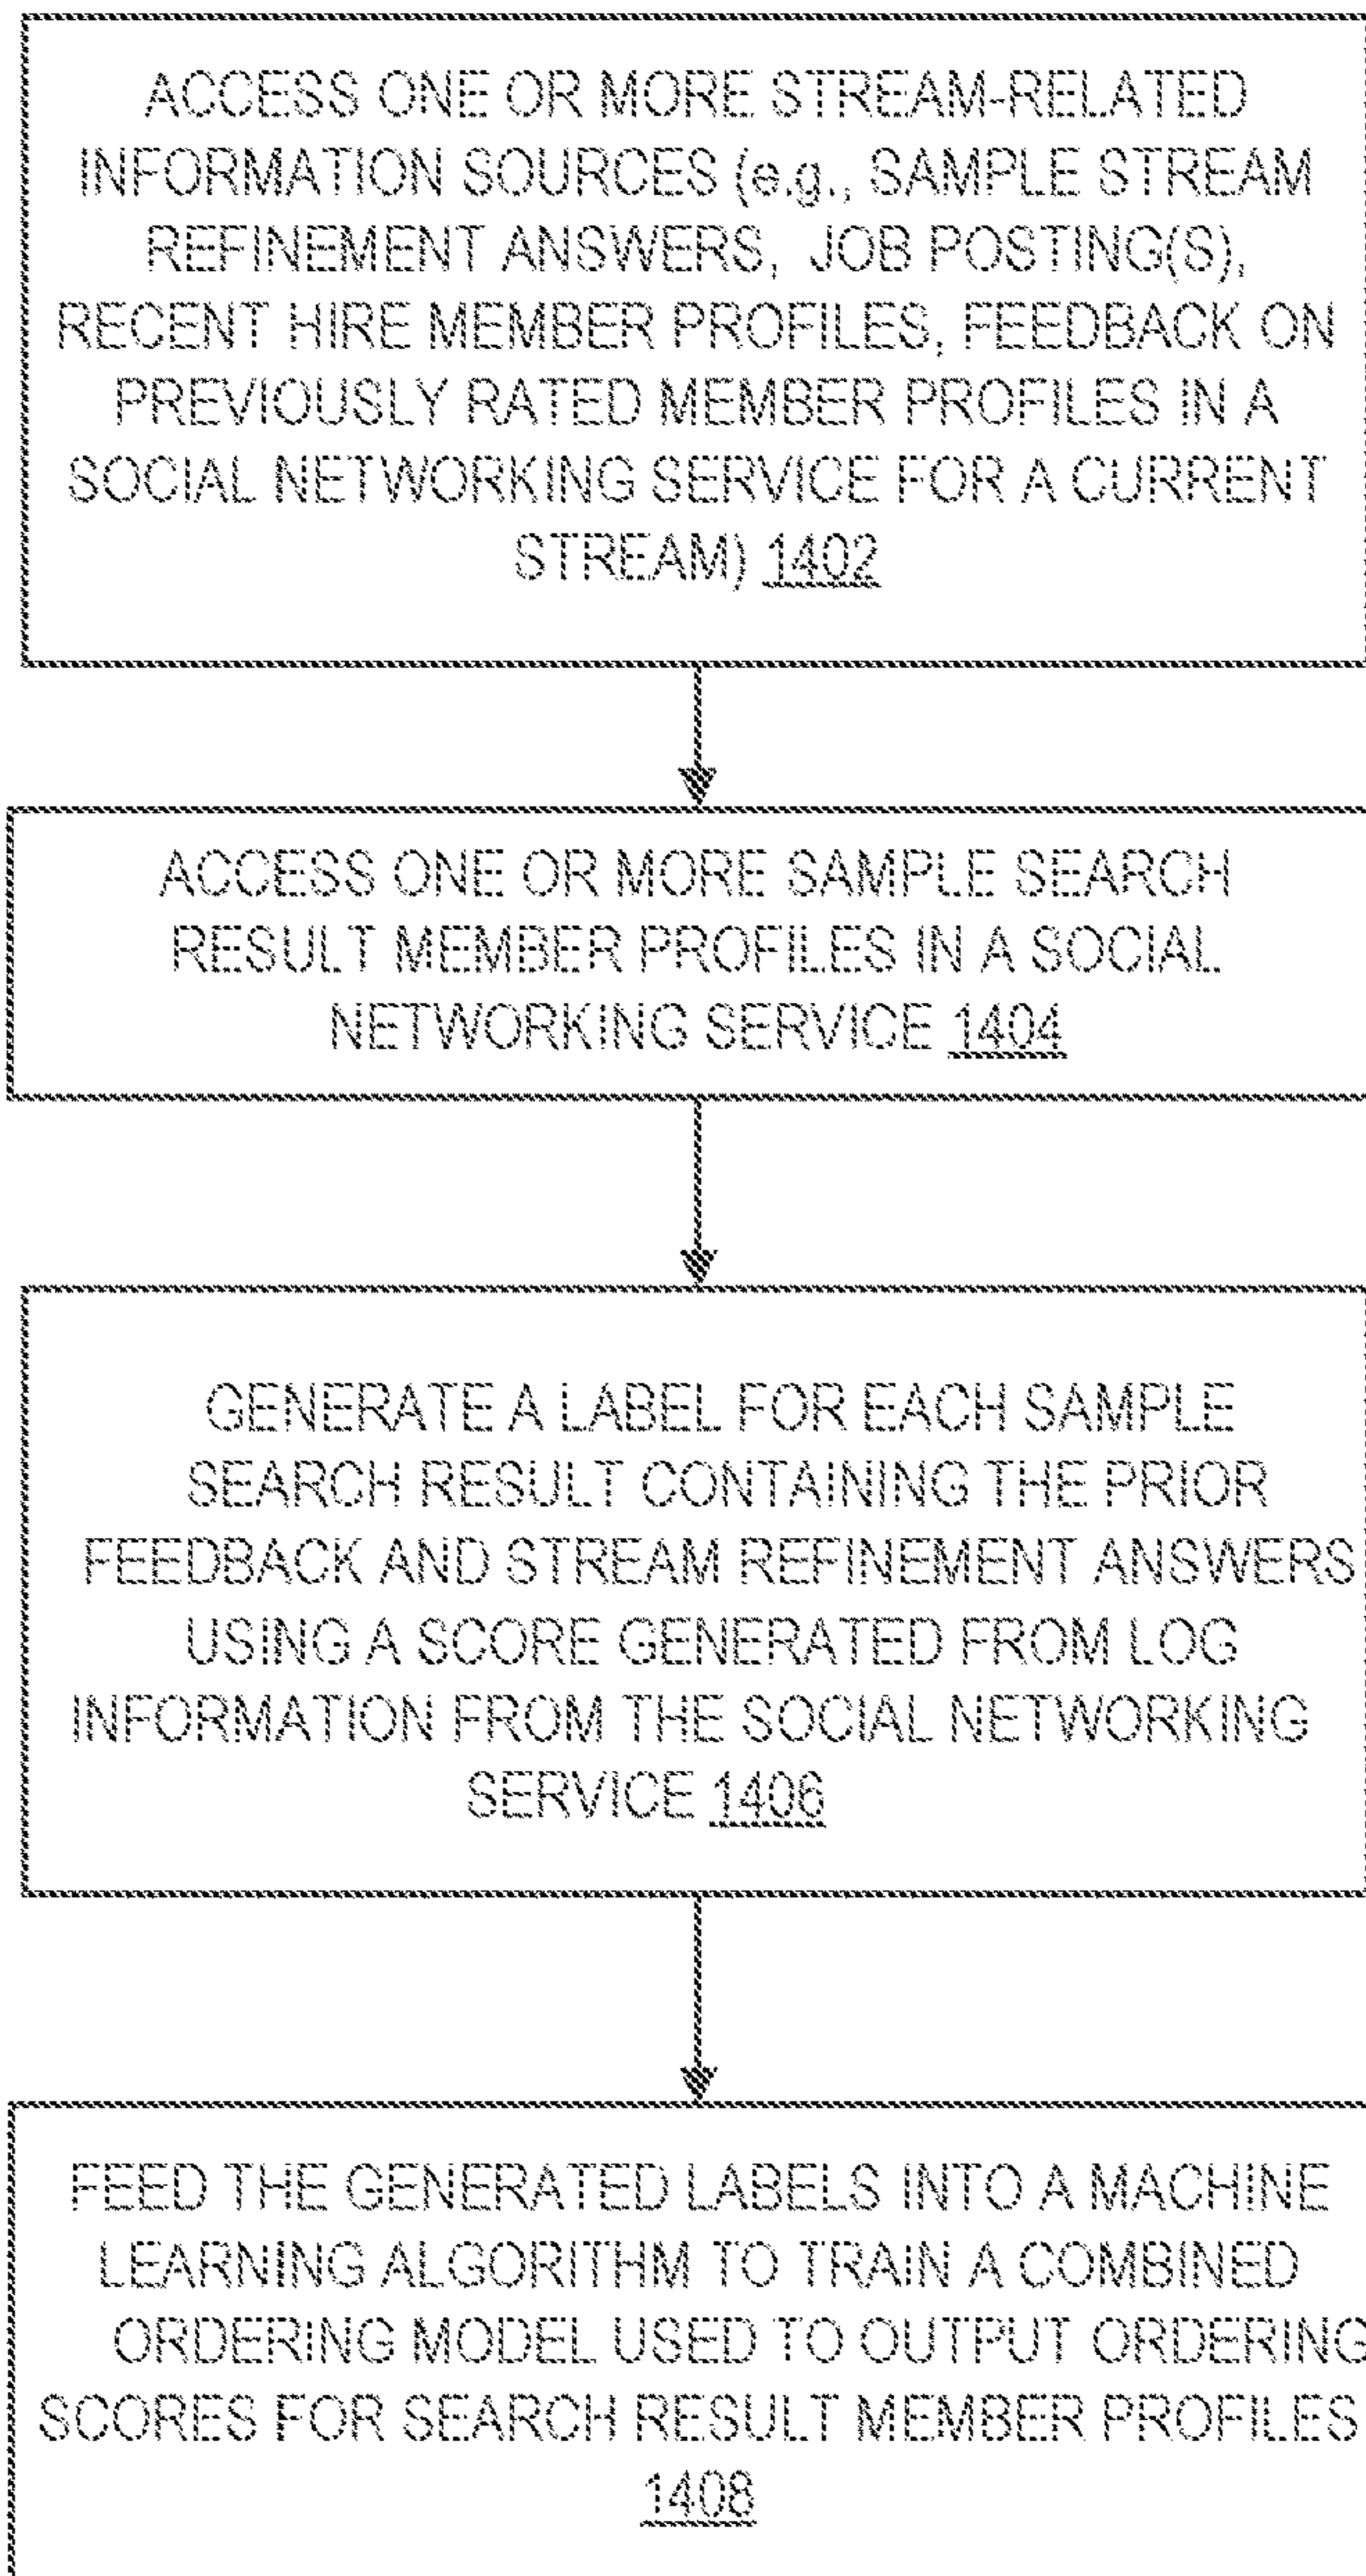 ACCESS ONE OR MORE STREAM-RELATED
INFORMATION SOURCES (e.g., SAMPLE STREAM
REFINEMENT ANSWERS, JOB POSTING(S),
RECENT HIRE MEMBER PROFILES, FEEDBACK ON
PREVIOUSLY RATED MEMBER PROFILES IN A
SOCIAL NETWORKING SERVICE FOR A CURRENT
STREAM) 1402
ACCESS ONE OR MORE SAMPLE SEARCH
RESULT MEMBER PROFILES IN A SOCIAL
NETWORKING SERVICE 1404
GENERATE A LABEL FOR EACH SAMPLE
SEARCH RESULT CONTAINING THE PRIOR
FEEDBACK AND STREAM REFINEMENT ANSWERS
USING A SCORE GENERATED FROM LOG
INFORMATION FROM THE SOCIAL NETWORKING
SERVICE 1406
FEED THE GENERATED LABELS INTO A MACHINE
LEARNING ALGORITHM TO TRAIN A COMBINED
ORDERING MODEL USED TO OUTPUT ORDERING
SCORES FOR SEARCH RESULT MEMBER PROFILES
1408